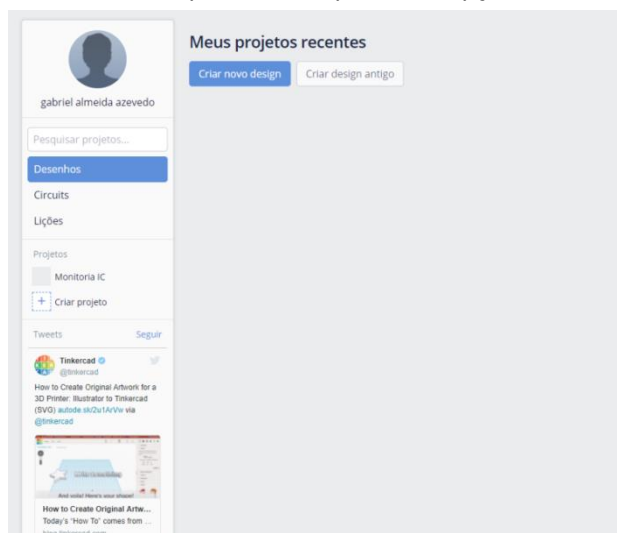 Meus projetos recentes
Criar novo design
Criar design antigo
gabriel almeida azevedo
Pesquisar projetos...
Desenhos
Circuits
Lições
Projetos
Monitoria IC
+ Criar projeto
Tweets
Seguir
Tinkercad
@tinkercad
How to Create Original Artwork for a
3D Printer: Illustrator to Tinkercad
(SVG) autode.sk/2u1ArVw via
@tinkercad
And voila! Here's your shape!
How to Create Original Artw...
Today's "How To" comes from ...
blog.tinkercad.com